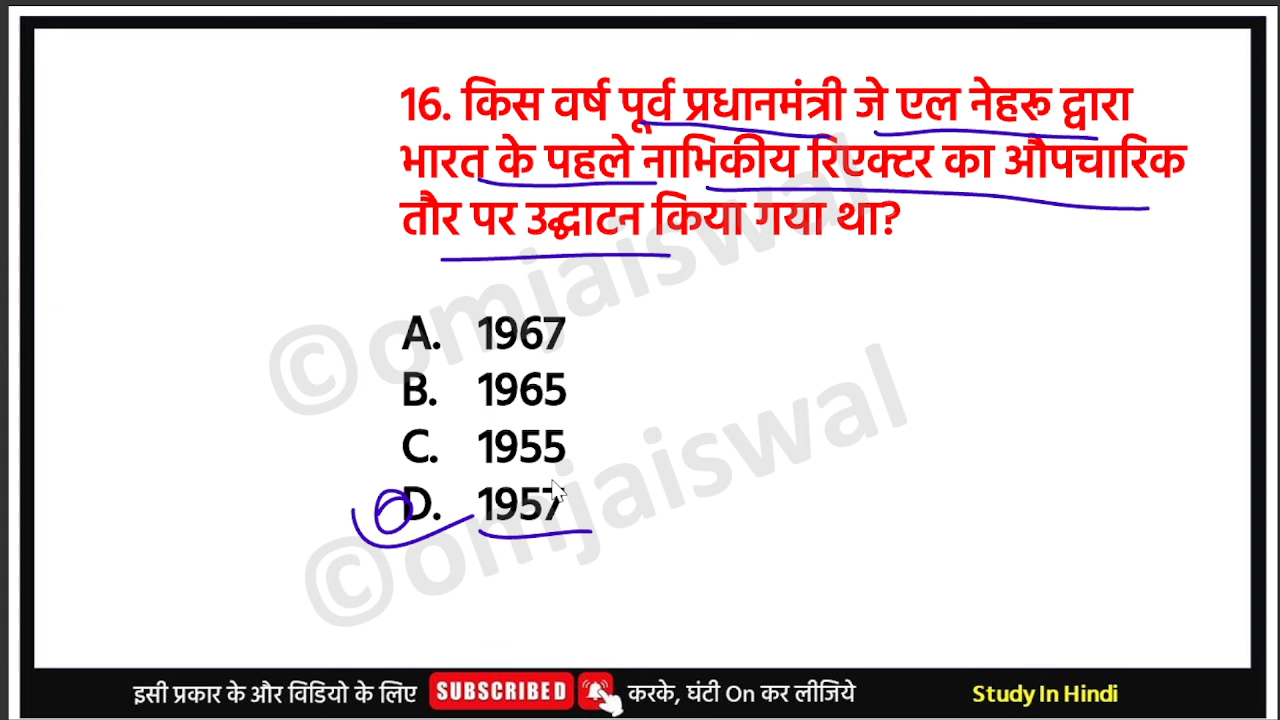 16. किस वर्ष पूर्व प्रधानमंत्री जे एल नेहरू द्वारा
भारत के पहले नाभिकीय रिएक्टर का औपचारिक
तौर पर उद्घाटन किया गया था?
A. 1967
B. 1965
C. 1955
D. 1957
©omjaiswal
©omjaiswal
इसी प्रकार के और विडियो के लिए SUBSCRIBED करके, घंटी On कर लीजिये Study In Hindi